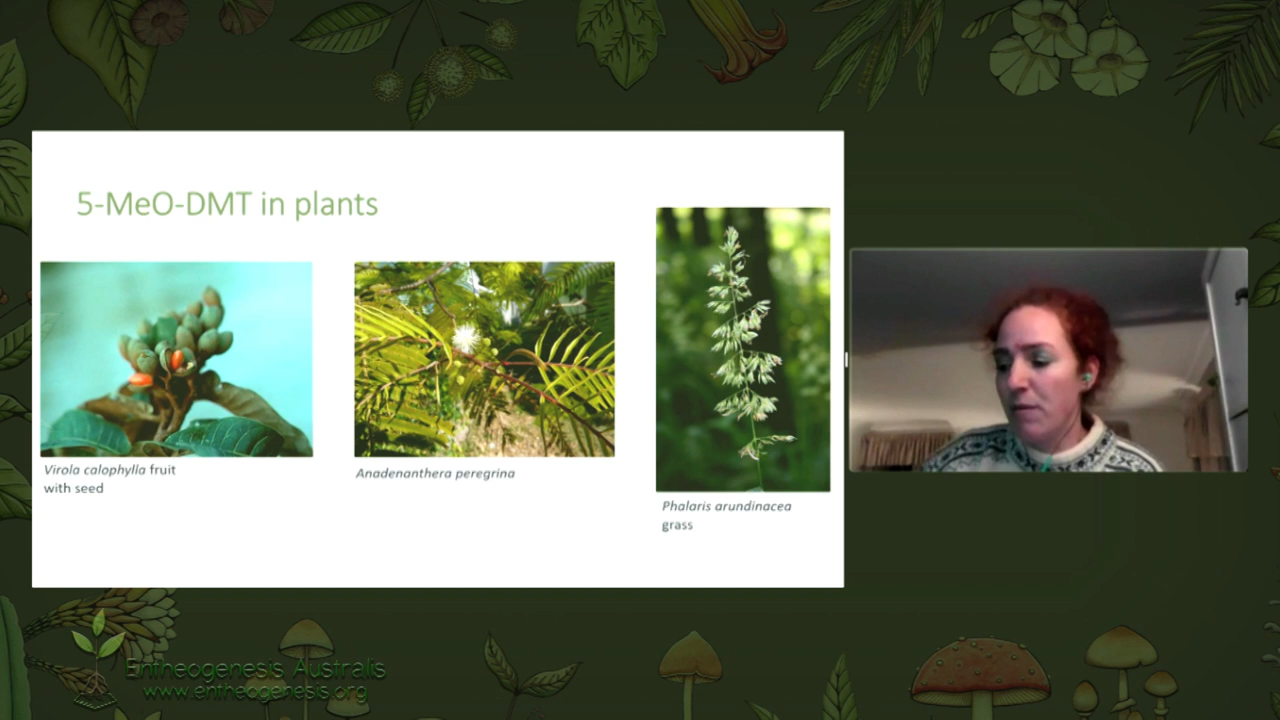 5-MeO-DMT in plants
Virola calophylla fruit
with seed
Anadenanthera peregrina
Phalaris arundinacea
grass
Entheogenesis Australis
www.entheogenesis.org